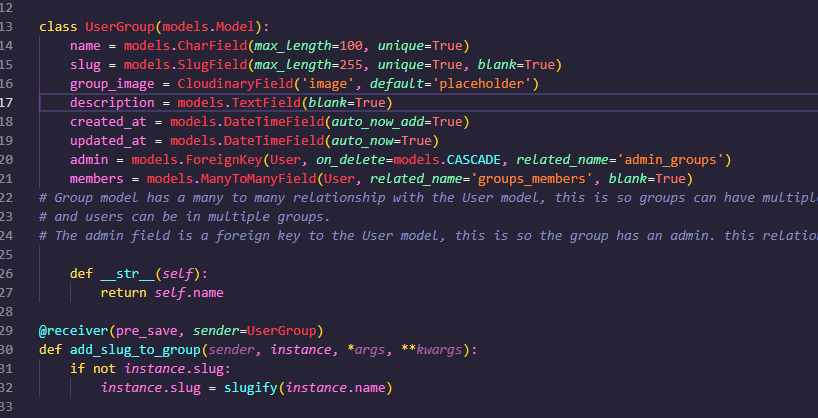 12
13 class UserGroup(models.Model):
14     name = models.CharField(max_length=100, unique=True)
15     slug = models.SlugField(max_length=255, unique=True, blank=True)
16     group_image = CloudinaryField('image', default='placeholder')
17     description = models.TextField(blank=True)
18     created_at = models.DateTimeField(auto_now_add=True)
19     updated_at = models.DateTimeField(auto_now=True)
20     admin = models.ForeignKey(User, on_delete=models.CASCADE, related_name='admin_groups')
21     members = models.ManyToManyField(User, related_name='groups_members', blank=True)
22 # Group model has a many to many relationship with the User model, this is so groups can have multipl
23 # and users can be in multiple groups.
24 # The admin field is a foreign key to the User model, this is so the group has an admin. this relatio
25
26     def __str__(self):
27         return self.name
28
29 @receiver(pre_save, sender=UserGroup)
30 def add_slug_to_group(sender, instance, *args, **kwargs):
31     if not instance.slug:
32         instance.slug = slugify(instance.name)
33